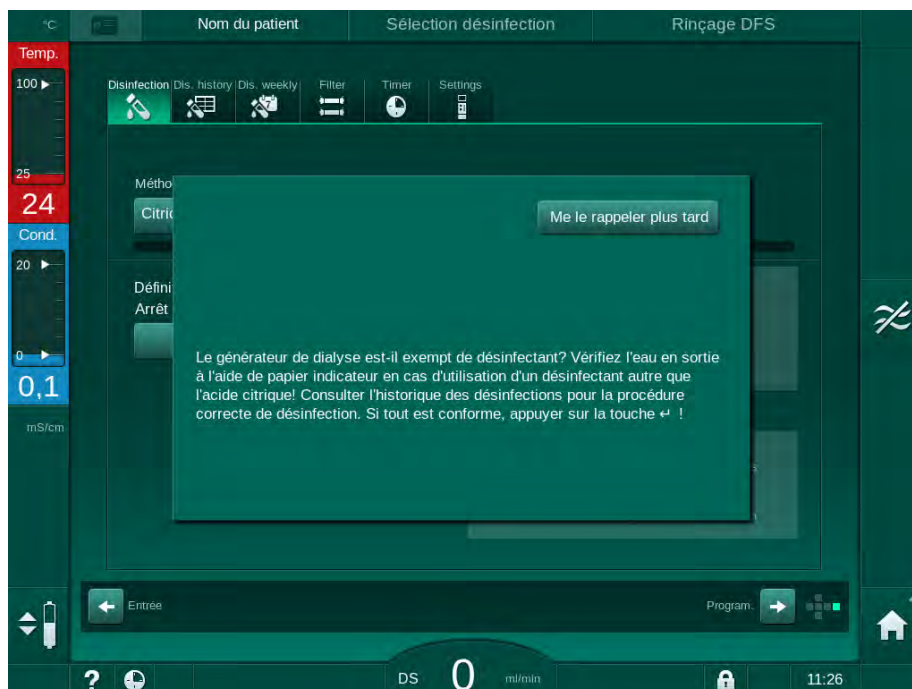 °C
Nom du patient
Sélection désinfection
Rinçage DFS
Temp.
100
25
24
Cond.
20
0
0,1
mS/cm
Disinfection
Dis. history
Dis. weekly
Filter
Timer
Settings
Métho
Citric
Me le rappeler plus tard
Défini
Arrêt
Le générateur de dialyse est-il exempt de désinfectant? Vérifiez l'eau en sortie
à l'aide de papier indicateur en cas d'utilisation d'un désinfectant autre que
l'acide citrique! Consulter l'historique des désinfections pour la procédure
correcte de désinfection. Si tout est conforme, appuyer sur la touche ↵ !
Entrée
Program.
?
DS
0
ml/min
11:26